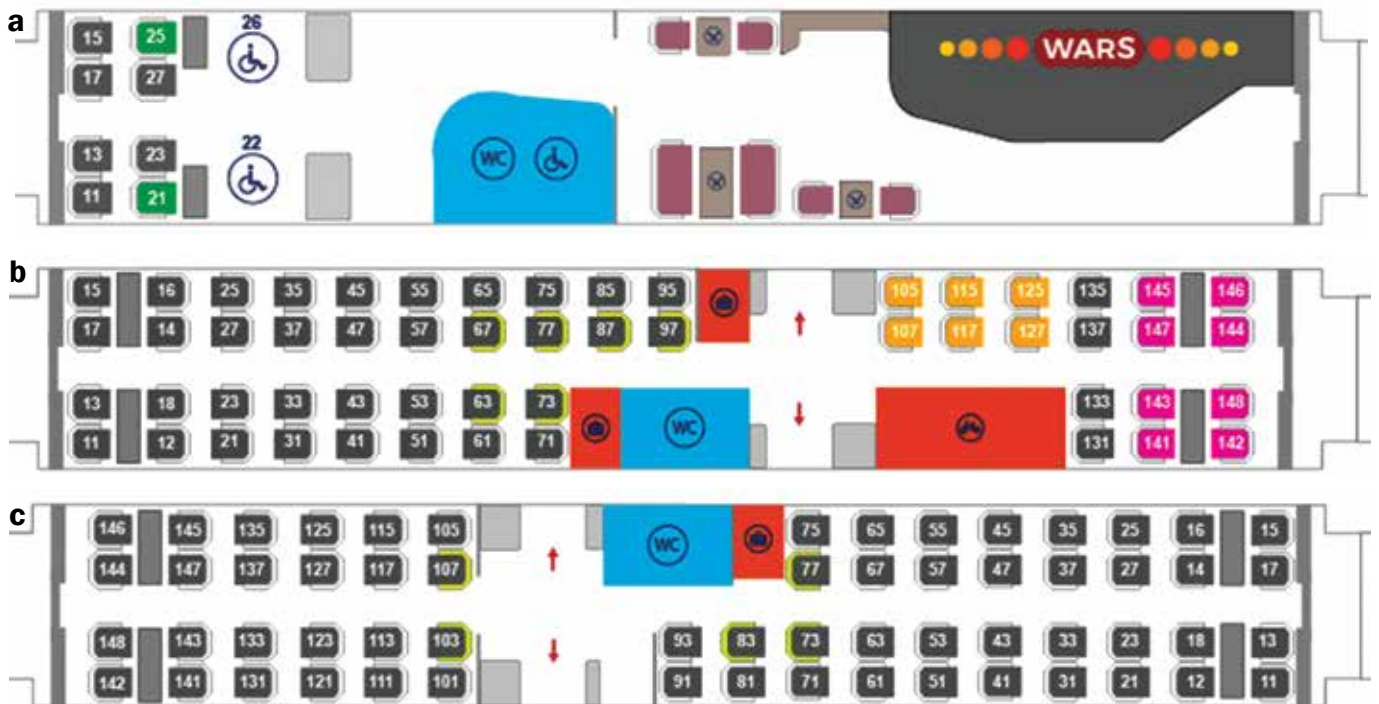 a
26
15 25
17 27
WARS
22
13 23
11 21
WC
b
15 16 25 35 45 55 65 75 85 95 105 115 125 135 145 146
17 14 27 37 47 57 67 77 87 97 107 117 127 137 147 144
13 18 23 33 43 53 63 73 133 143 148
11 12 21 31 41 51 61 71 WC 131 141 142
c
146 145 135 125 115 105 75 65 55 45 35 25 16 15
WC
144 147 137 127 117 107 77 67 57 47 37 27 14 17
148 143 133 123 113 103 93 83 73 63 53 43 33 23 18 13
142 141 131 121 111 101 91 81 71 61 51 41 31 21 12 11